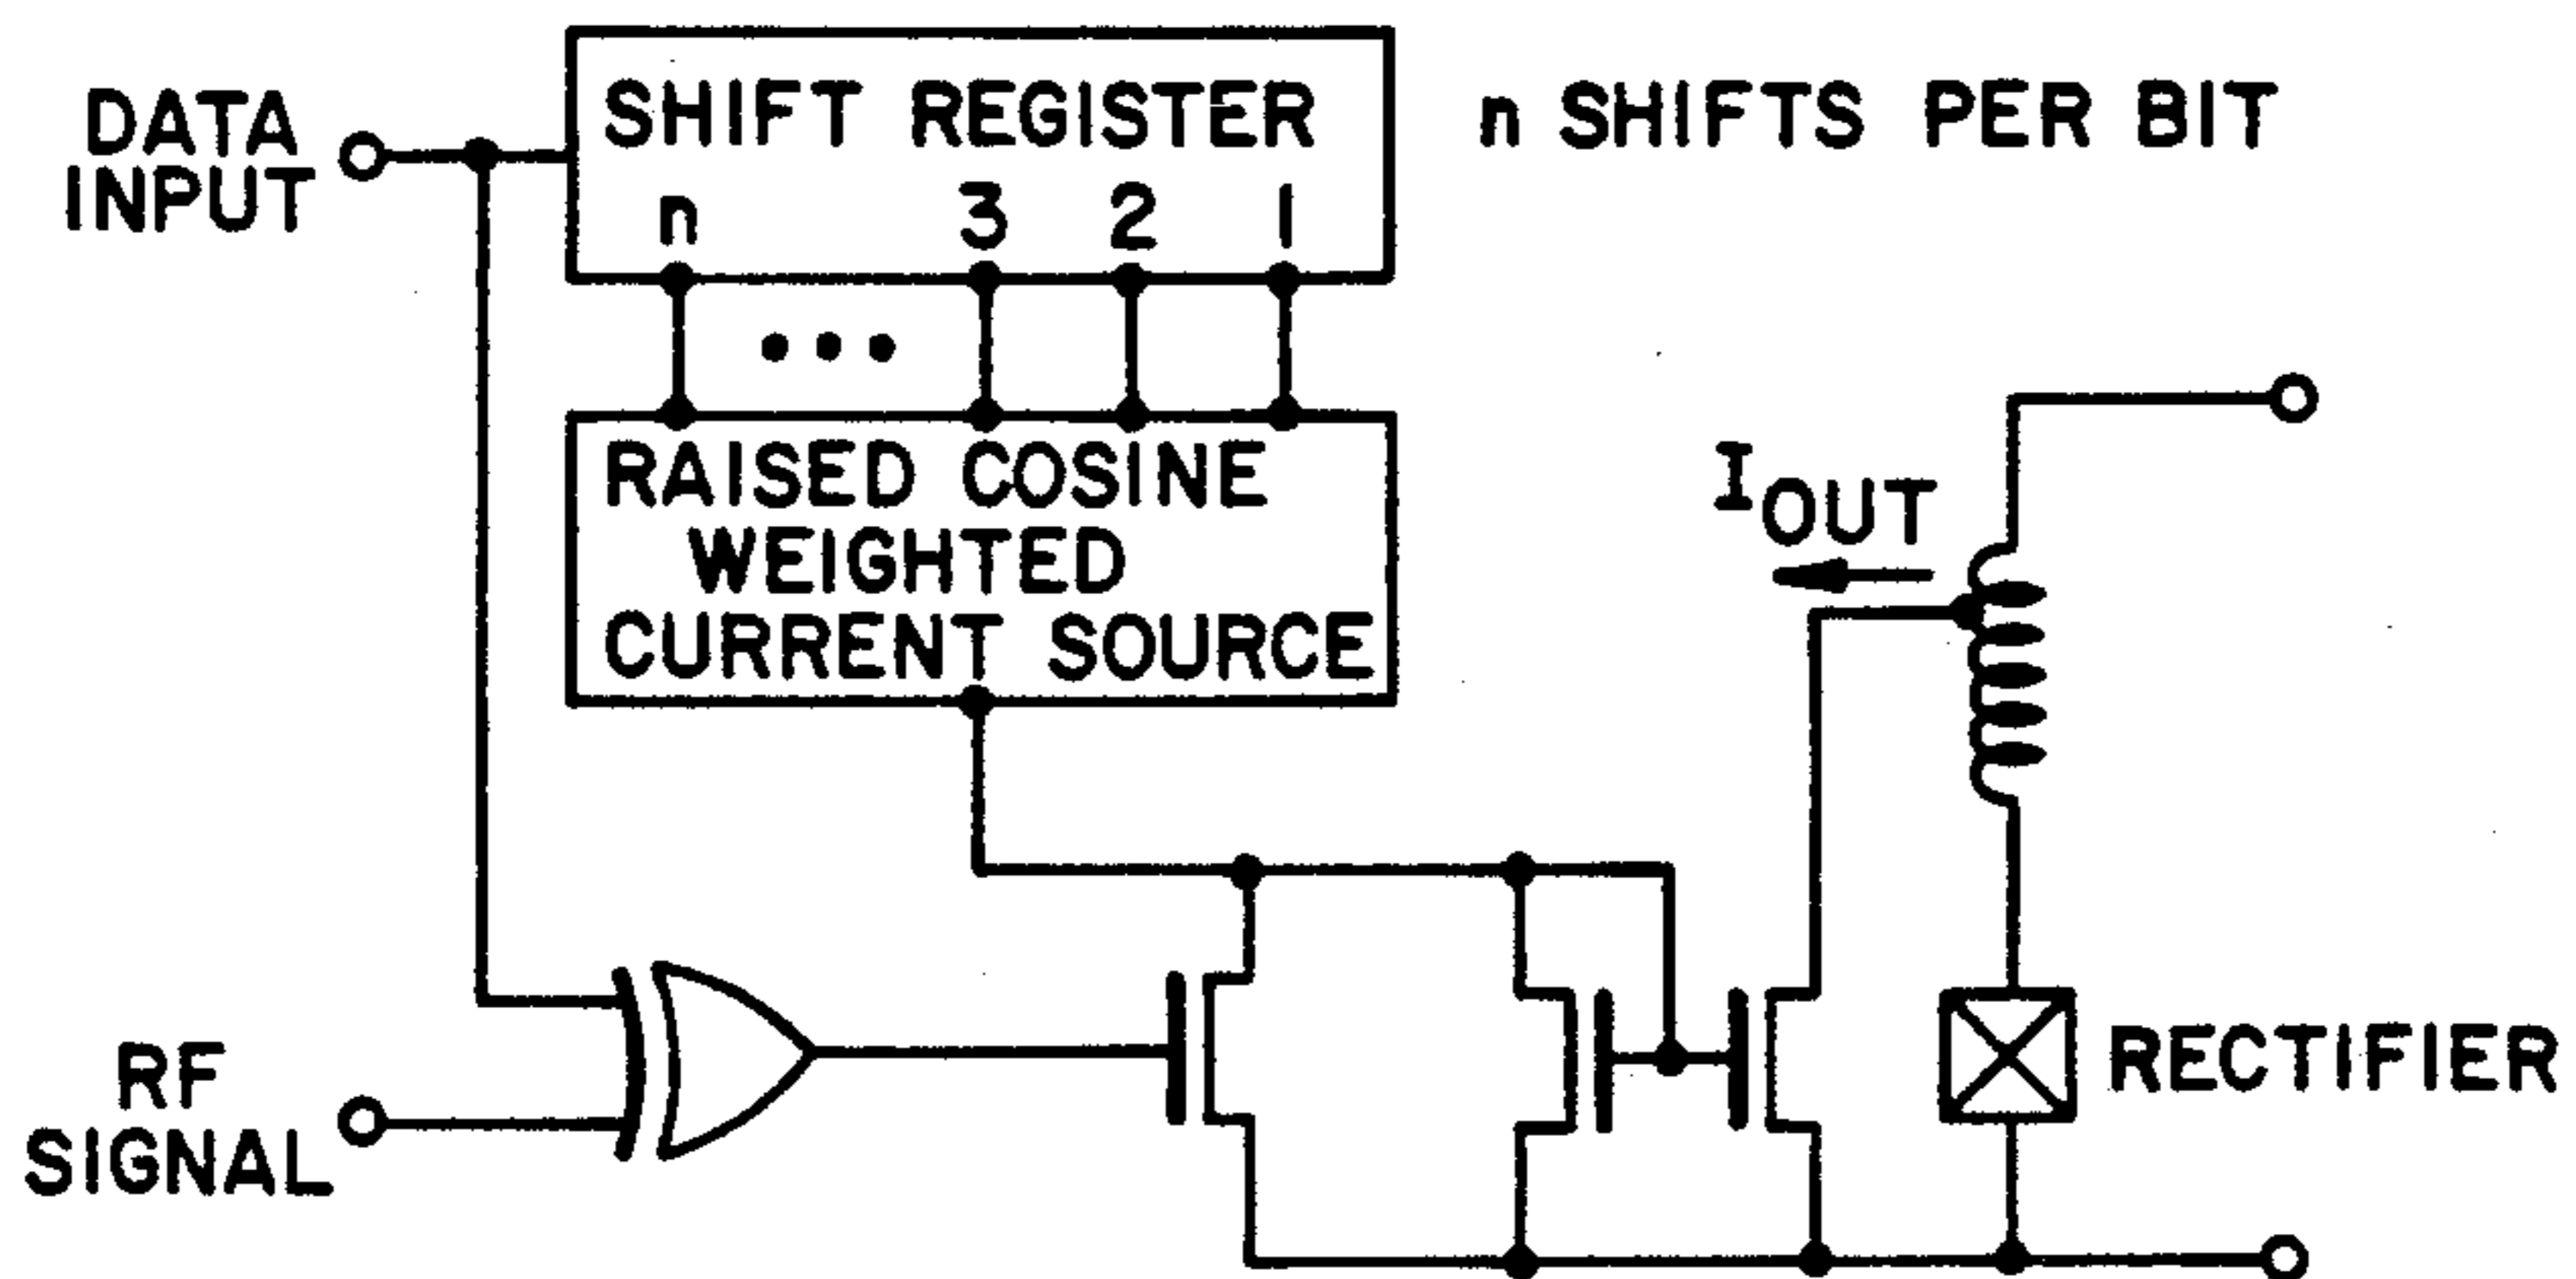 DATA
INPUT
SHIFT REGISTER
n 3 2 1
n SHIFTS PER BIT
RAISED COSINE
WEIGHTED
CURRENT SOURCE
IOUT
RF
SIGNAL
RECTIFIER